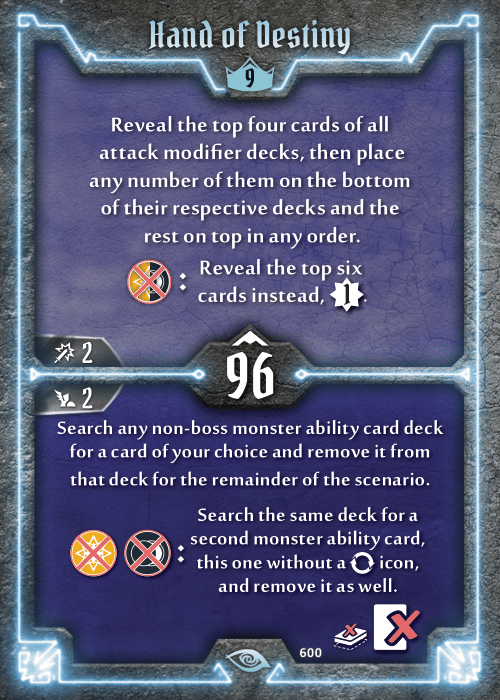 Hand of Destiny
9
Reveal the top four cards of all
attack modifier decks, then place
any number of them on the bottom
of their respective decks and the
rest on top in any order.
: Reveal the top six
cards instead, 1.
2
96
2
Search any non-boss monster ability card deck
for a card of your choice and remove it from
that deck for the remainder of the scenario.
Search the same deck for a
: second monster ability card,
this one without a icon,
and remove it as well.
600